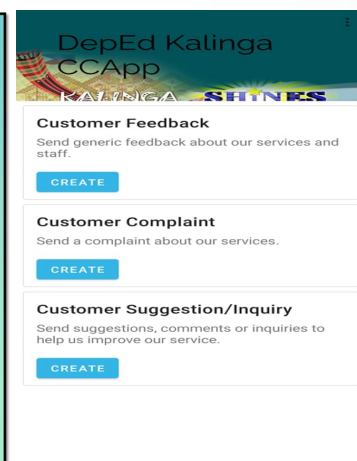 DepEd Kalinga
CCApp
KALINGA SHINES
Customer Feedback
Send generic feedback about our services and
staff.
CREATE
Customer Complaint
Send a complaint about our services.
CREATE
Customer Suggestion/Inquiry
Send suggestions, comments or inquiries to
help us improve our service.
CREATE